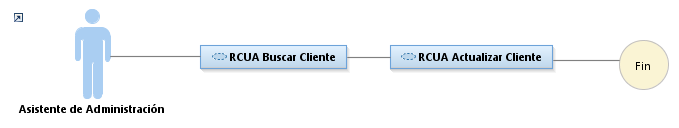 RCUA Buscar Cliente
RCUA Actualizar Cliente
Fin
Asistente de Administración